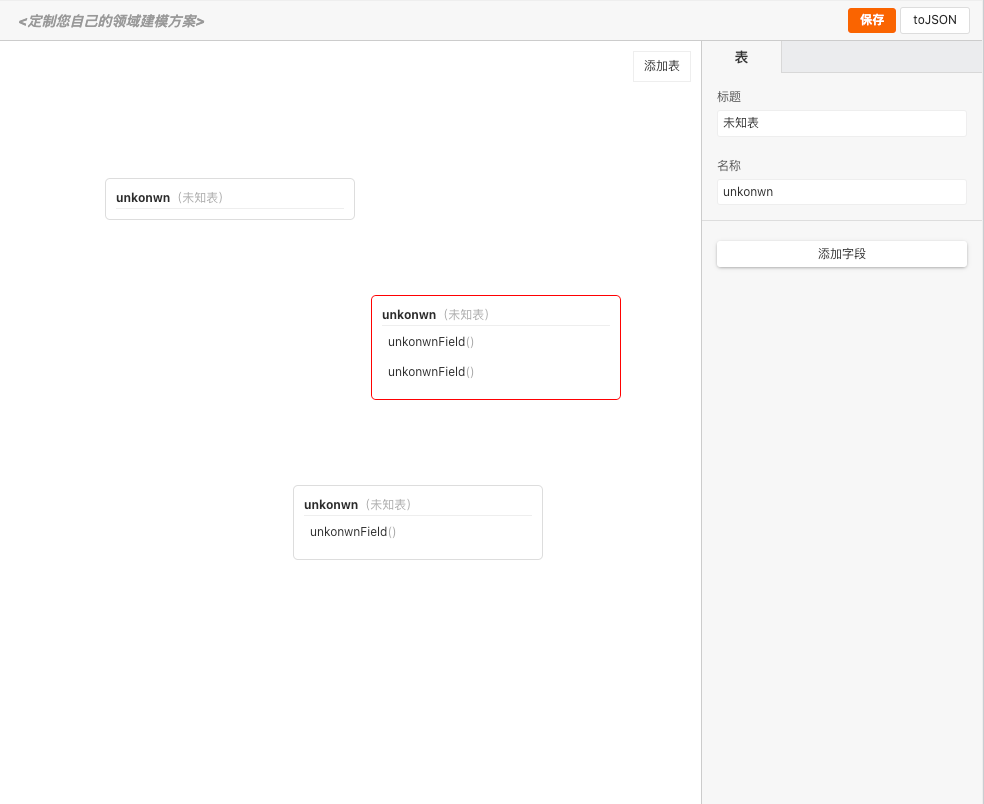 <定制您自己的领域建模方案>
保存
toJSON
添加表
表
标题
未知表
名称
unkonwn
添加字段
unkonwn（未知表）
unkonwn（未知表）
unkonwnField()
unkonwnField()
unkonwn（未知表）
unkonwnField()